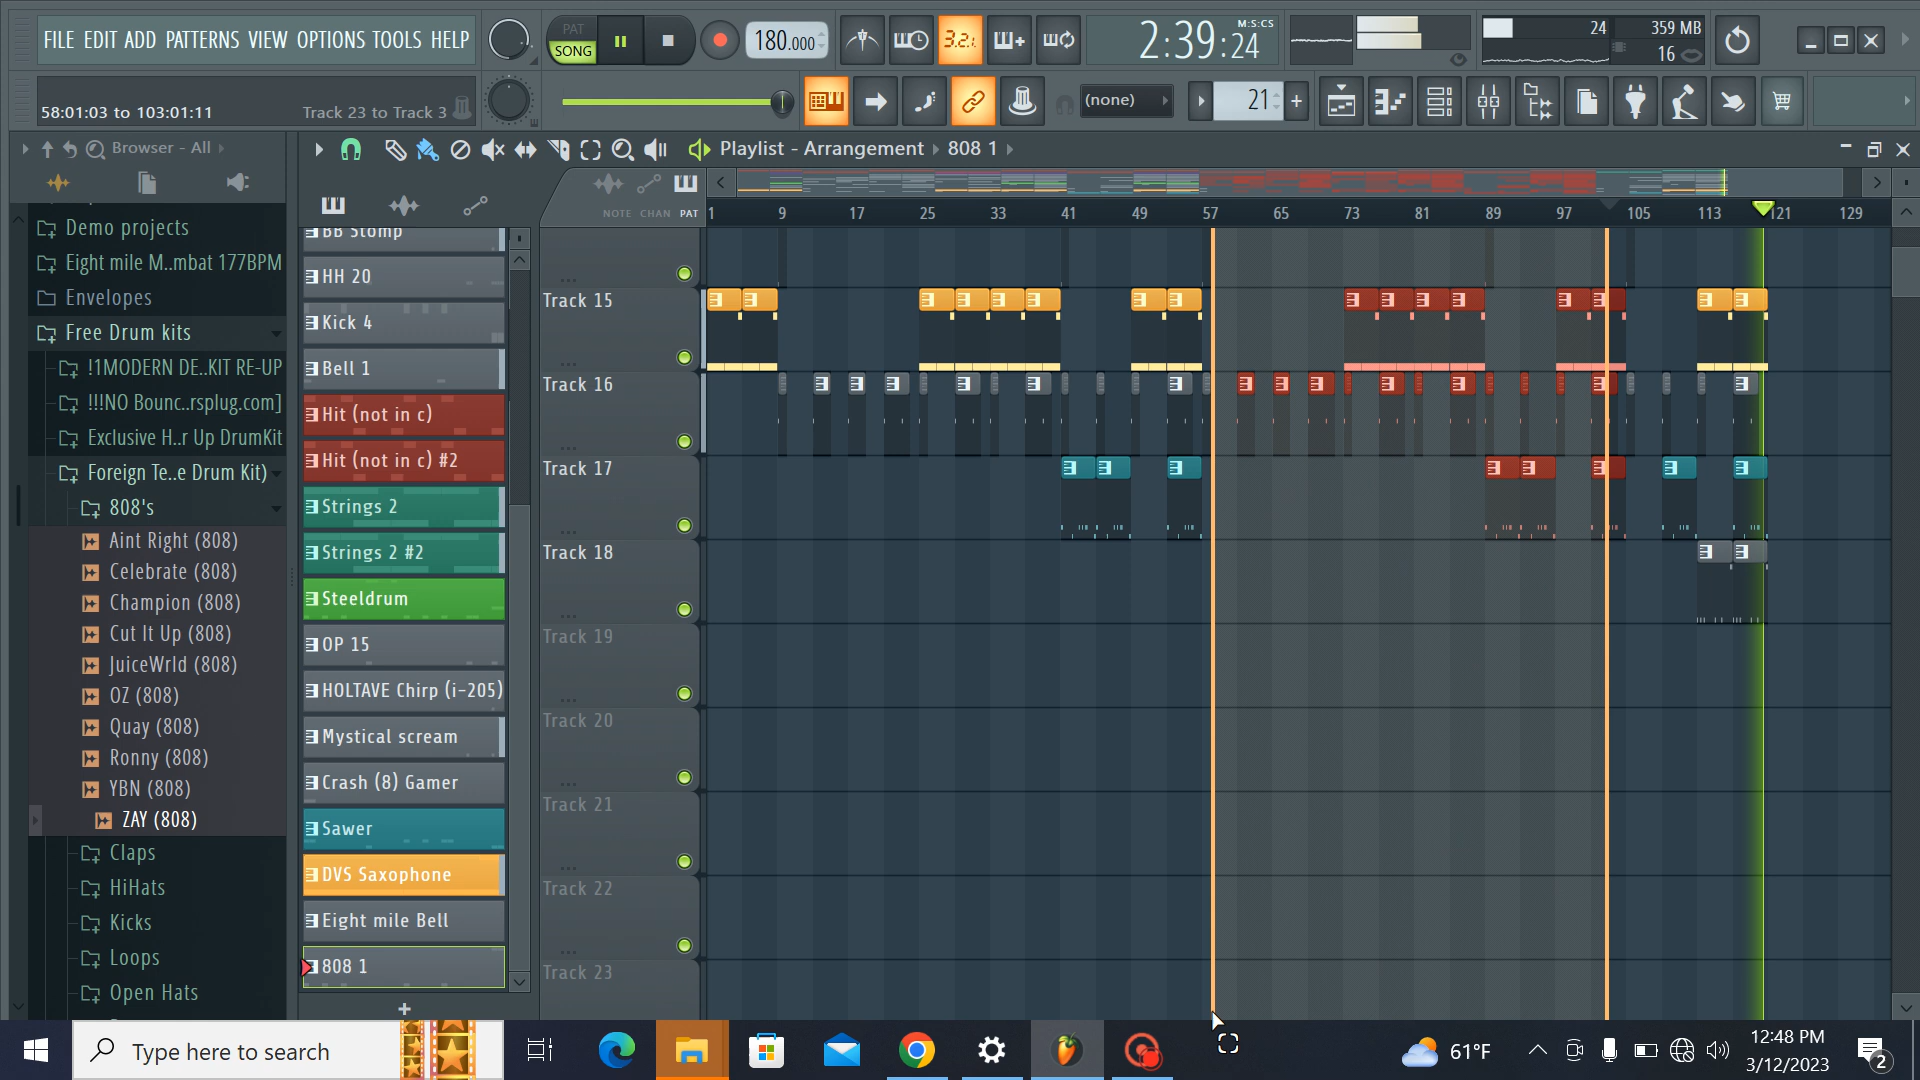 FILE EDIT ADD PATTERNS VIEW OPTIONS TOOLS HELP
PAT
SONG
180.000
3.2.
2:39:24
M:S:CS
24
359 MB
16
58:01:03 to 103:01:11
Track 23 to Track 3
(none)
21
Browser - All
Playlist - Arrangement
808 1
NOTE CHAN PAT
1 9 17 25 33 41 49 57 65 73 81 89 97 105 113 121 129
Demo projects
Eight mile M..mbat 177BPM
Envelopes
Free Drum kits
!1MODERN DE..KIT RE-UP
!!!NO Bounc..rsplug.com]
Exclusive H..r Up DrumKit
Foreign Te..e Drum Kit)
808's
Aint Right (808)
Celebrate (808)
Champion (808)
Cut It Up (808)
JuiceWrld (808)
OZ (808)
Quay (808)
Ronny (808)
YBN (808)
ZAY (808)
Claps
HiHats
Kicks
Loops
Open Hats
BB Stomp
HH 20
Kick 4
Bell 1
Hit (not in c)
Hit (not in c) #2
Strings 2
Strings 2 #2
Steeldrum
OP 15
HOLTAVE Chirp (i-205)
Mystical scream
Crash (8) Gamer
Sawer
DVS Saxophone
Eight mile Bell
808 1
Track 15
Track 16
Track 17
Track 18
Track 19
Track 20
Track 21
Track 22
Track 23
Type here to search
61°F
12:48 PM
3/12/2023
2